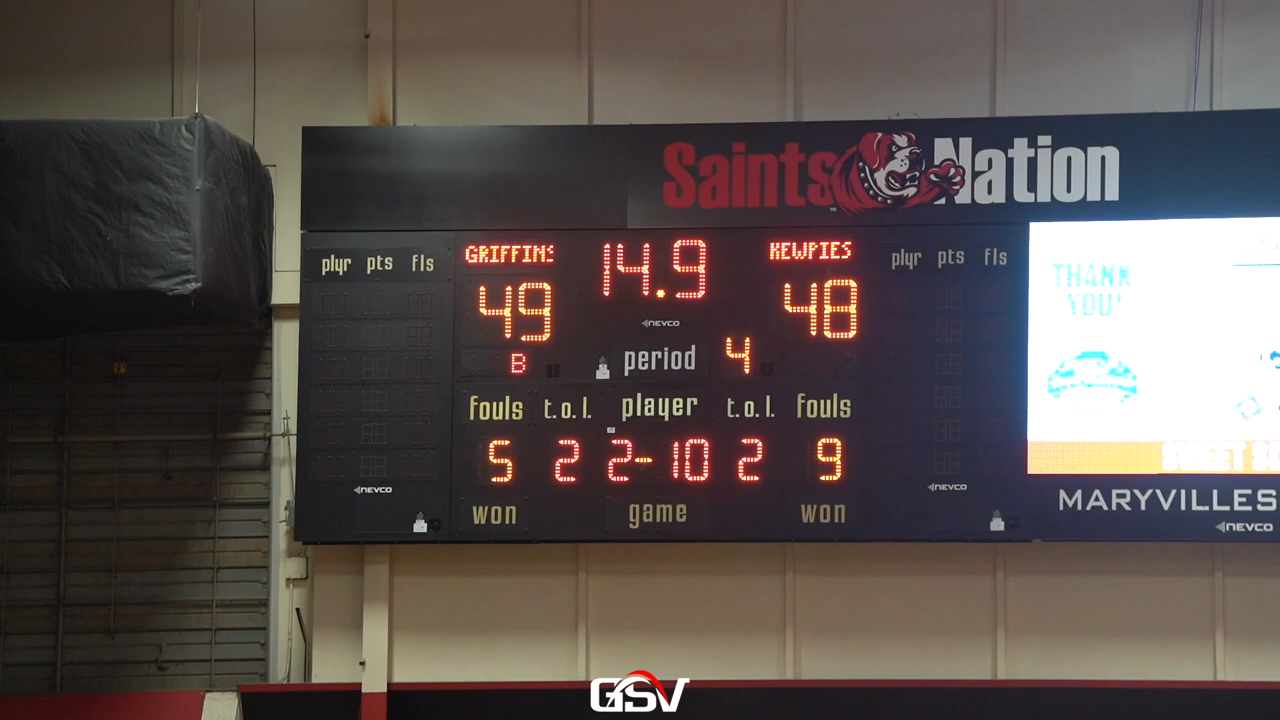 Saints Nation
plyr pts fls
GRIFFINS
14.9
KEWPIES
plyr pts fls
49
48
NEVCO
B
period
4
fouls t.o.l. player t.o.l. fouls
5 2 2-10 2 9
NEVCO
NEVCO
won game won
THANK
YOU!
SWEET
MARYVILLES
NEVCO
GSV